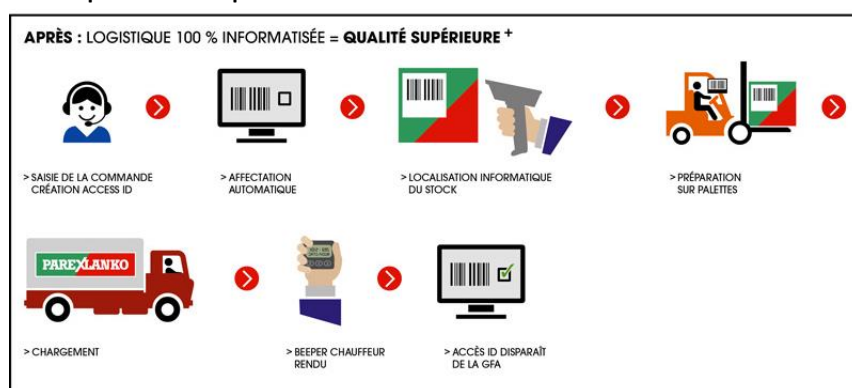 APRÈS : LOGISTIQUE 100 % INFORMATISÉE = QUALITÉ SUPÉRIEURE +
> SAISIE DE LA COMMANDE
CRÉATION ACCESS ID
> AFFECTATION
AUTOMATIQUE
> LOCALISATION INFORMATIQUE
DU STOCK
> PRÉPARATION
SUR PALETTES
PAREXLANKO
> CHARGEMENT
> BEEPER CHAUFFEUR
RENDU
> ACCÈS ID DISPARAÎT
DE LA GFA